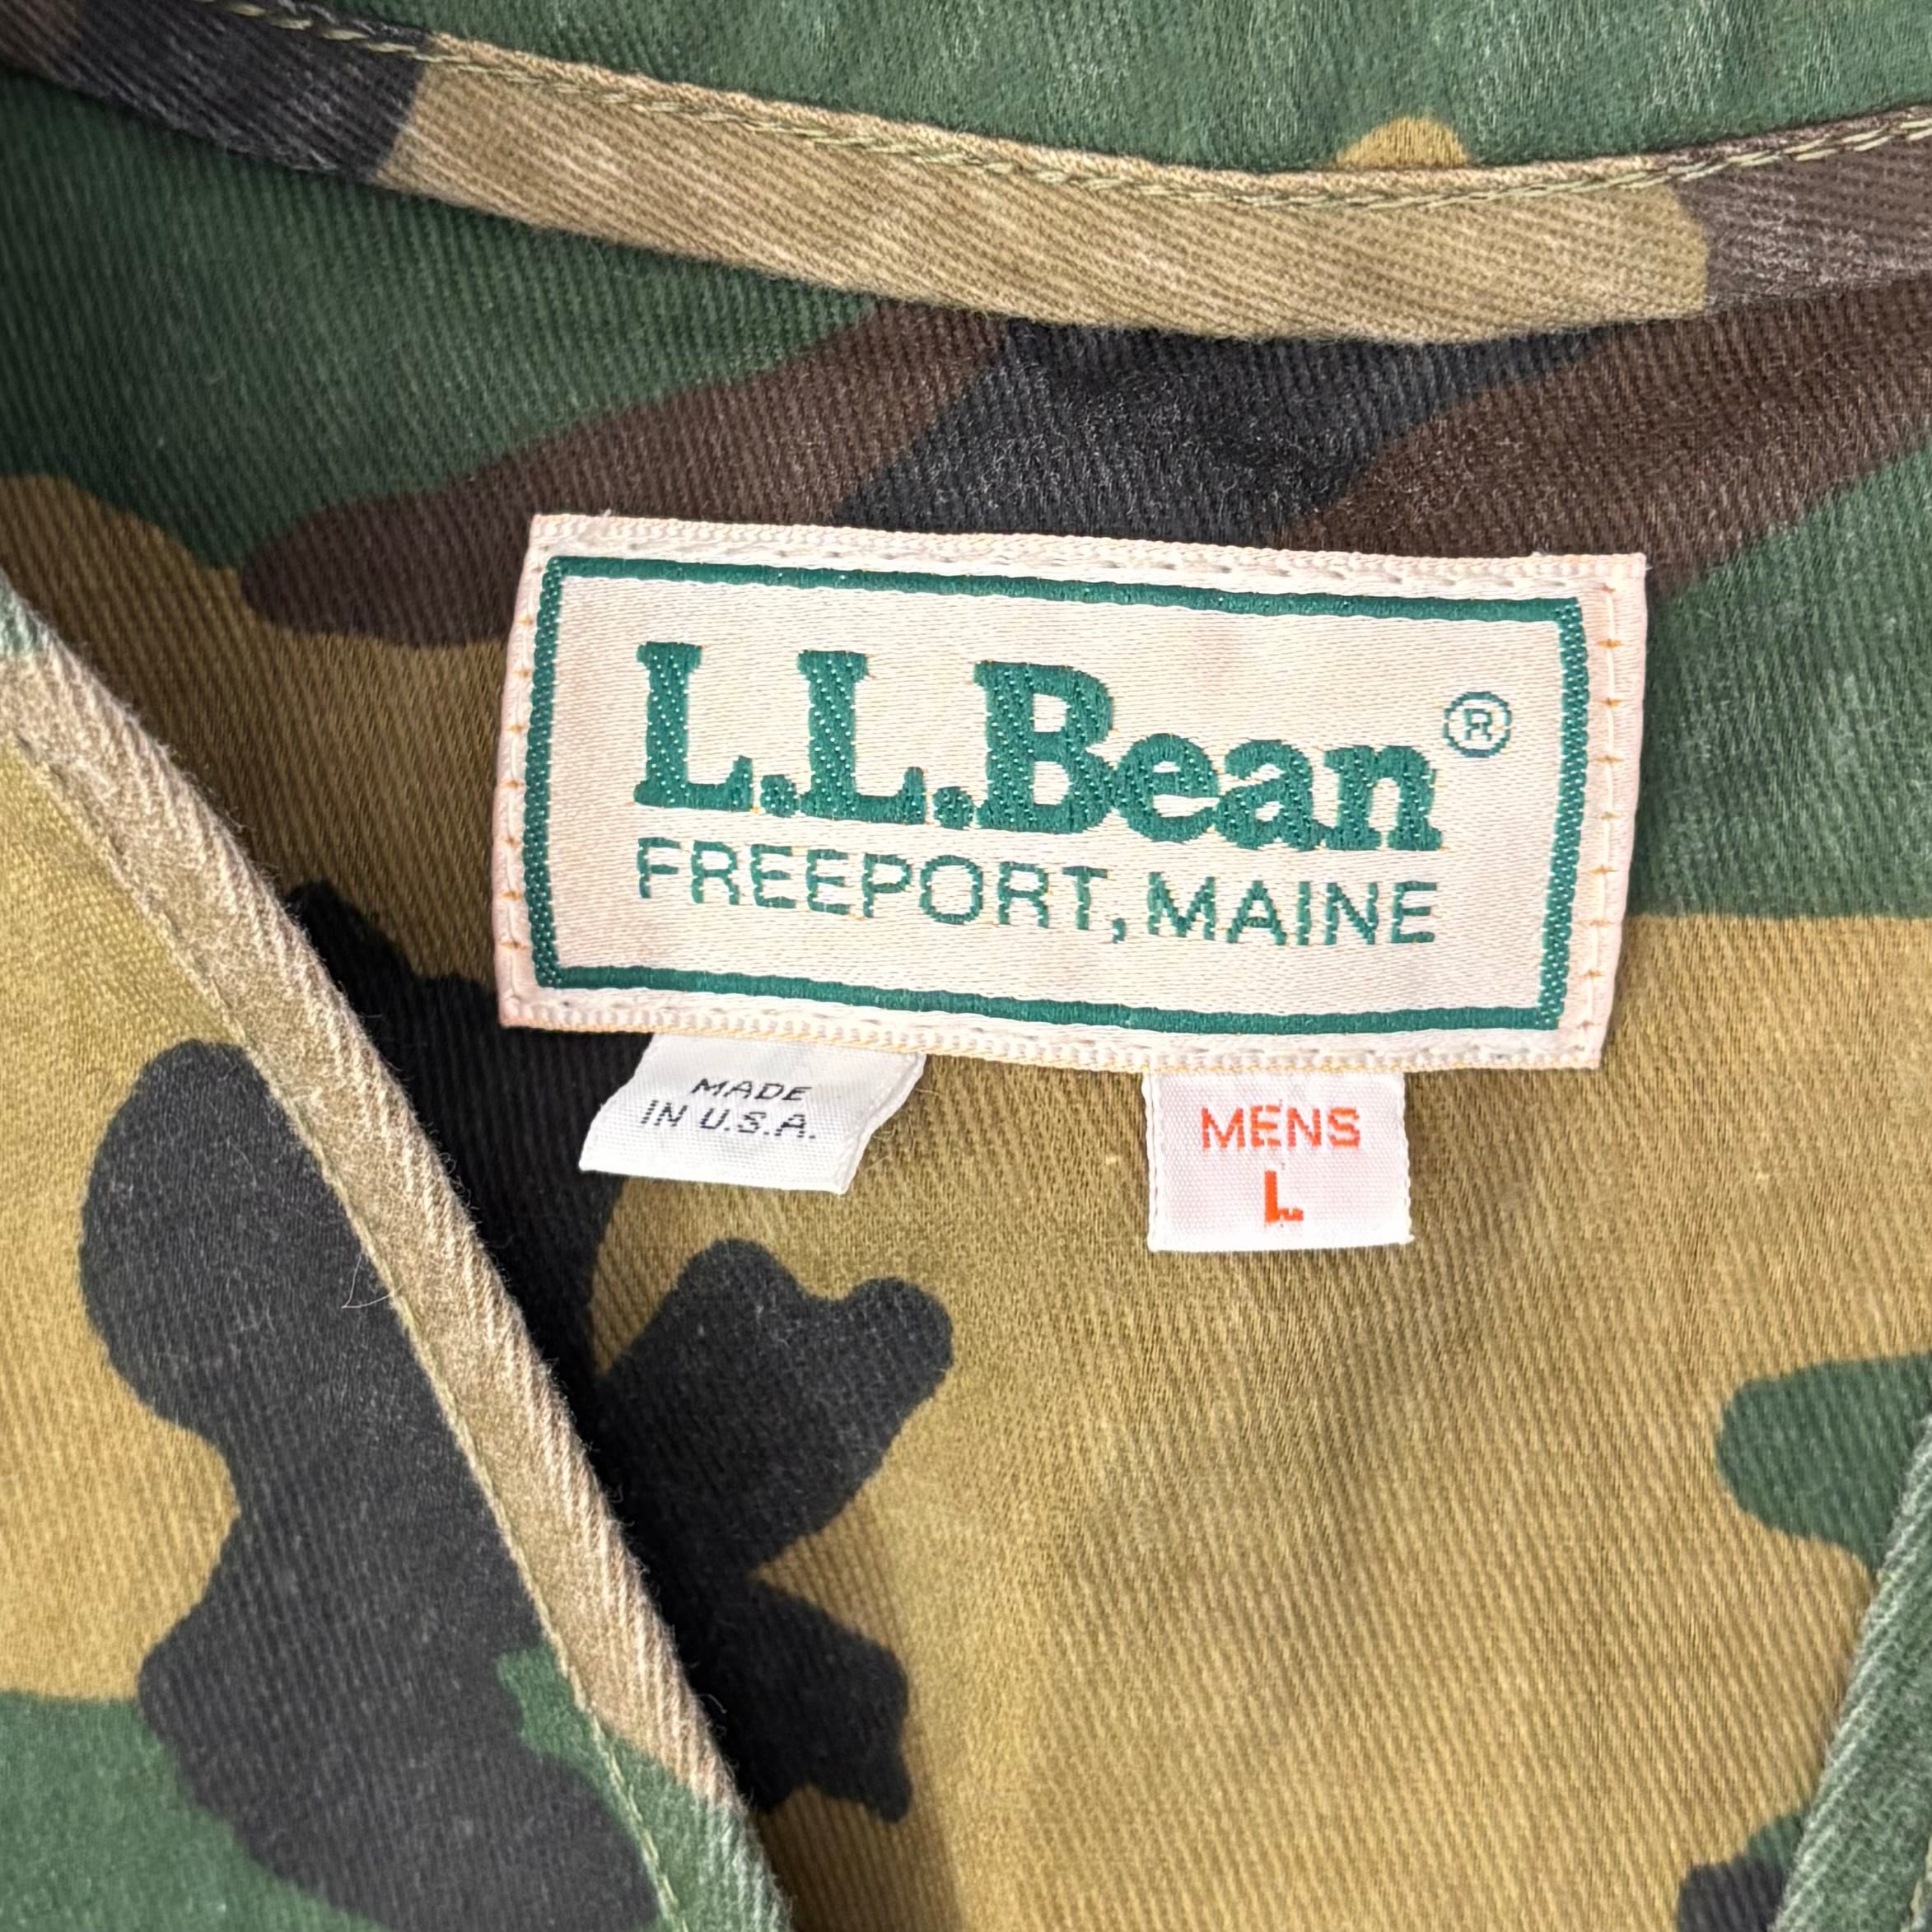 L.L.Bean®
FREEPORT, MAINE
MADE
IN U.S.A.
MENS
L